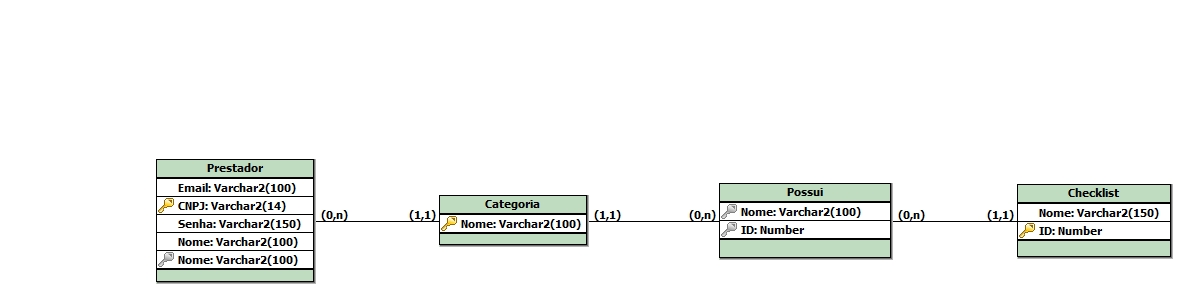 Prestador
Email: Varchar2(100)
CNPJ: Varchar2(14)
Senha: Varchar2(150)
Nome: Varchar2(100)
Nome: Varchar2(100)
(0,n)
(1,1)
Categoria
Nome: Varchar2(100)
(1,1)
(0,n)
Possui
Nome: Varchar2(100)
ID: Number
(0,n)
(1,1)
Checklist
Nome: Varchar2(150)
ID: Number